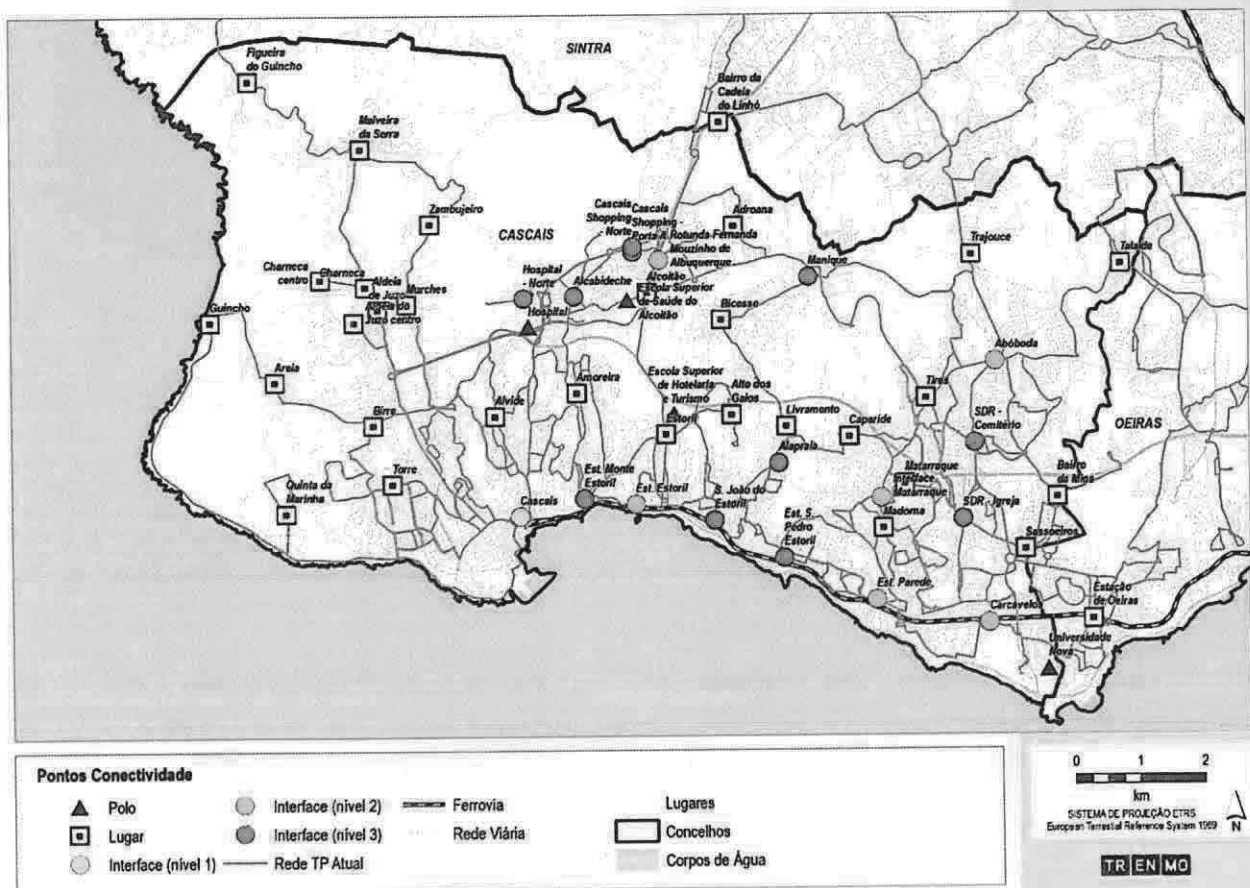 SINTRA
Figueira
do Guincho
Bairro da
Cadeia
do Linhó
Malveira
da Serra
Zambujeiro
CASCAIS
Cascais
Shopping
- Norte
Cascais
Shopping -
Porta A
Rotunda Fernanda
Mouzinho de
Albuquerque
Adroana
Manique
Trajouce
Talaíde
Charneca
centro
Charneca
Aldeia
de Juzo
Juzo centro
Murches
Hospital
- Norte
Hospital
Alcabideche
Alcoitão
Escola Superior
de Saúde do
Alcoitão
Bicesse
Guincho
Abóboda
Areia
Amoreira
Escola Superior
de Hotelaria
e Turismo
Estoril
Alto dos
Gaios
Tires
SDR -
Cemitério
OEIRAS
Birre
Alvide
Livramento
Caparide
Alapraia
Torre
Quinta da
Marinha
Cascais
Est. Monte
Estoril
Est. Estoril
S. João do
Estoril
Est. S.
Pedro
Estoril
Matarraque
Interface
Matarraque
Madorna
SDR - Igreja
Bairro
Sassoeiros
Est. Parede
Carcavelos
Estação
de Oeiras
Universidade
Nova
Pontos Conectividade
Polo
Lugar
Interface (nível 1)
Interface (nível 2)
Interface (nível 3)
Rede TP Atual
Ferrovia
Rede Viária
Lugares
Concelhos
Corpos de Água
0 1 2
km
SISTEMA DE PROJEÇÃO ETRS
European Terrestrial Reference System 1989
N
TR EN MO